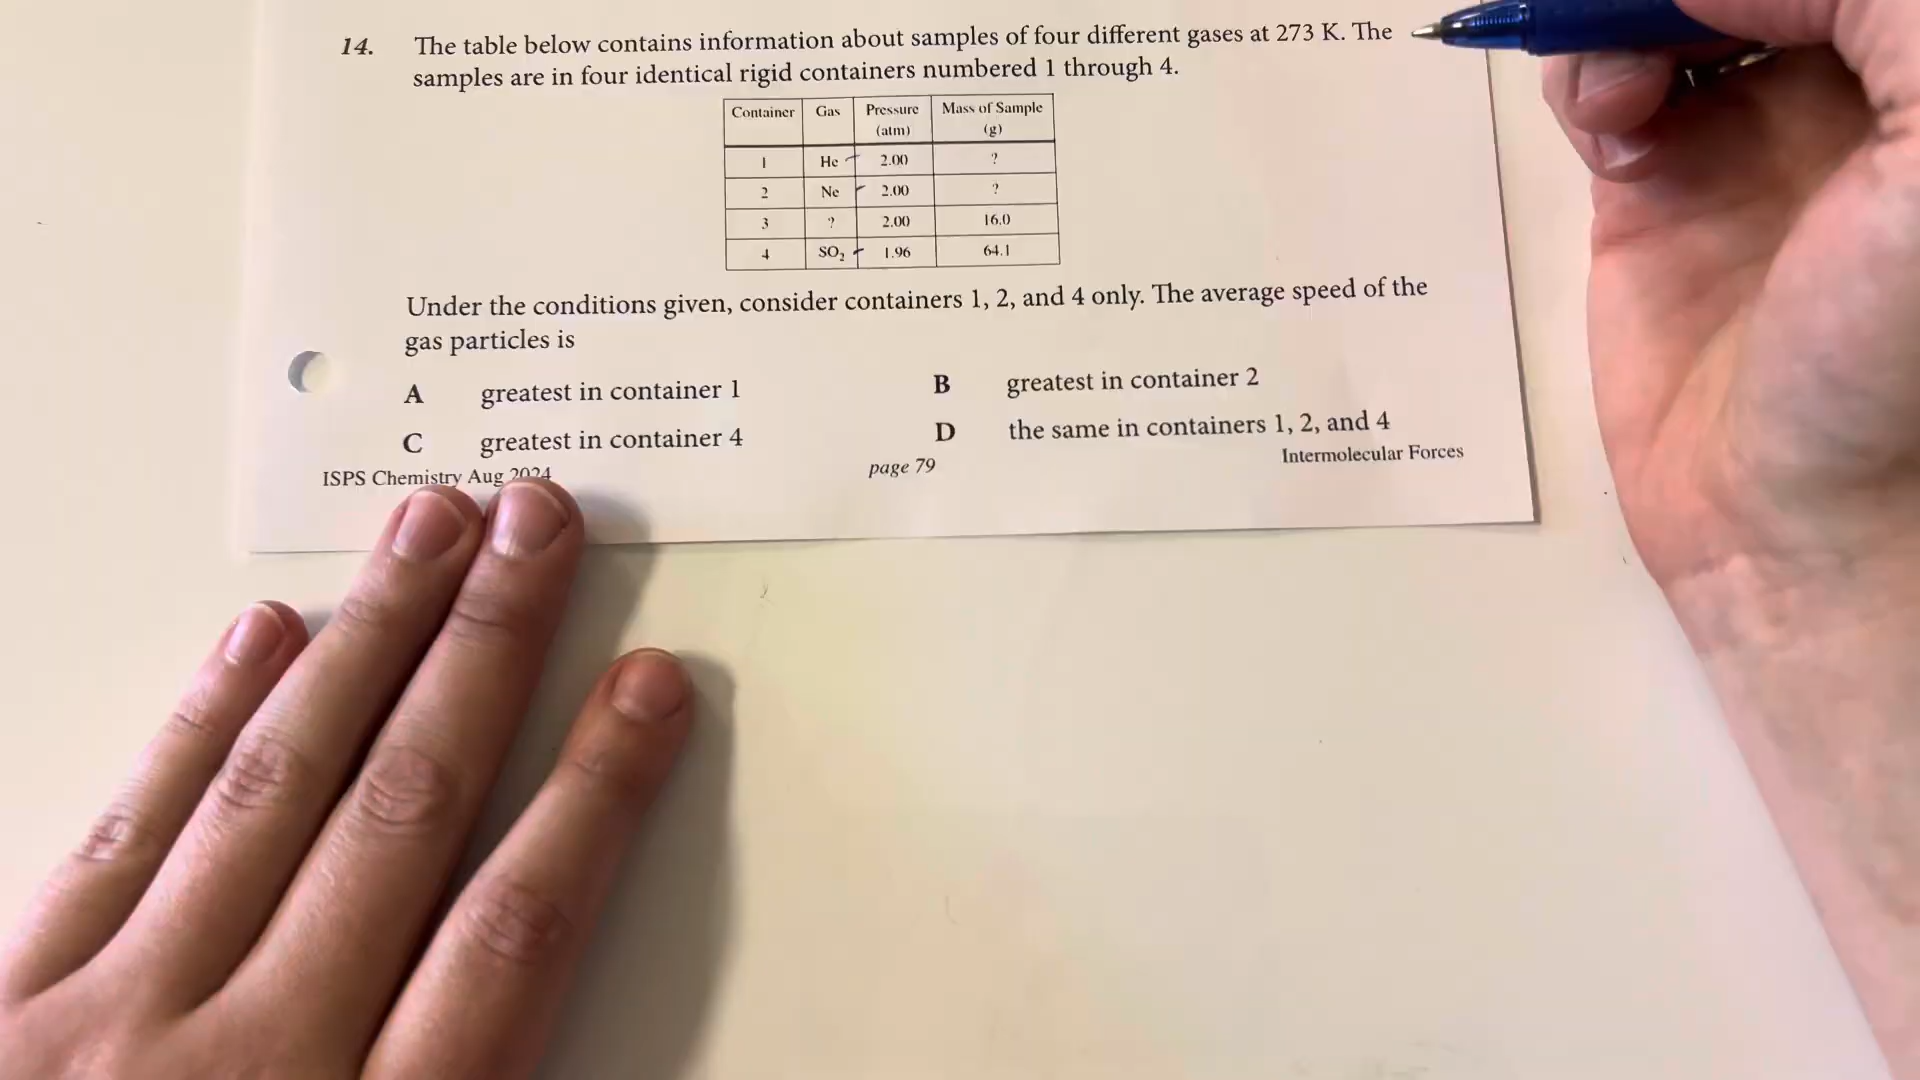 14. The table below contains information about samples of four different gases at 273 K. The
samples are in four identical rigid containers numbered 1 through 4.
Container Gas Pressure (atm) Mass of Sample (g)
1 He 2.00 ?
2 Ne 2.00 ?
3 ? 2.00 16.0
4 SO₂ 1.96 64.1
Under the conditions given, consider containers 1, 2, and 4 only. The average speed of the
gas particles is
A greatest in container 1 B greatest in container 2
C greatest in container 4 D the same in containers 1, 2, and 4
ISPS Chemistry Aug 2024 page 79 Intermolecular Forces